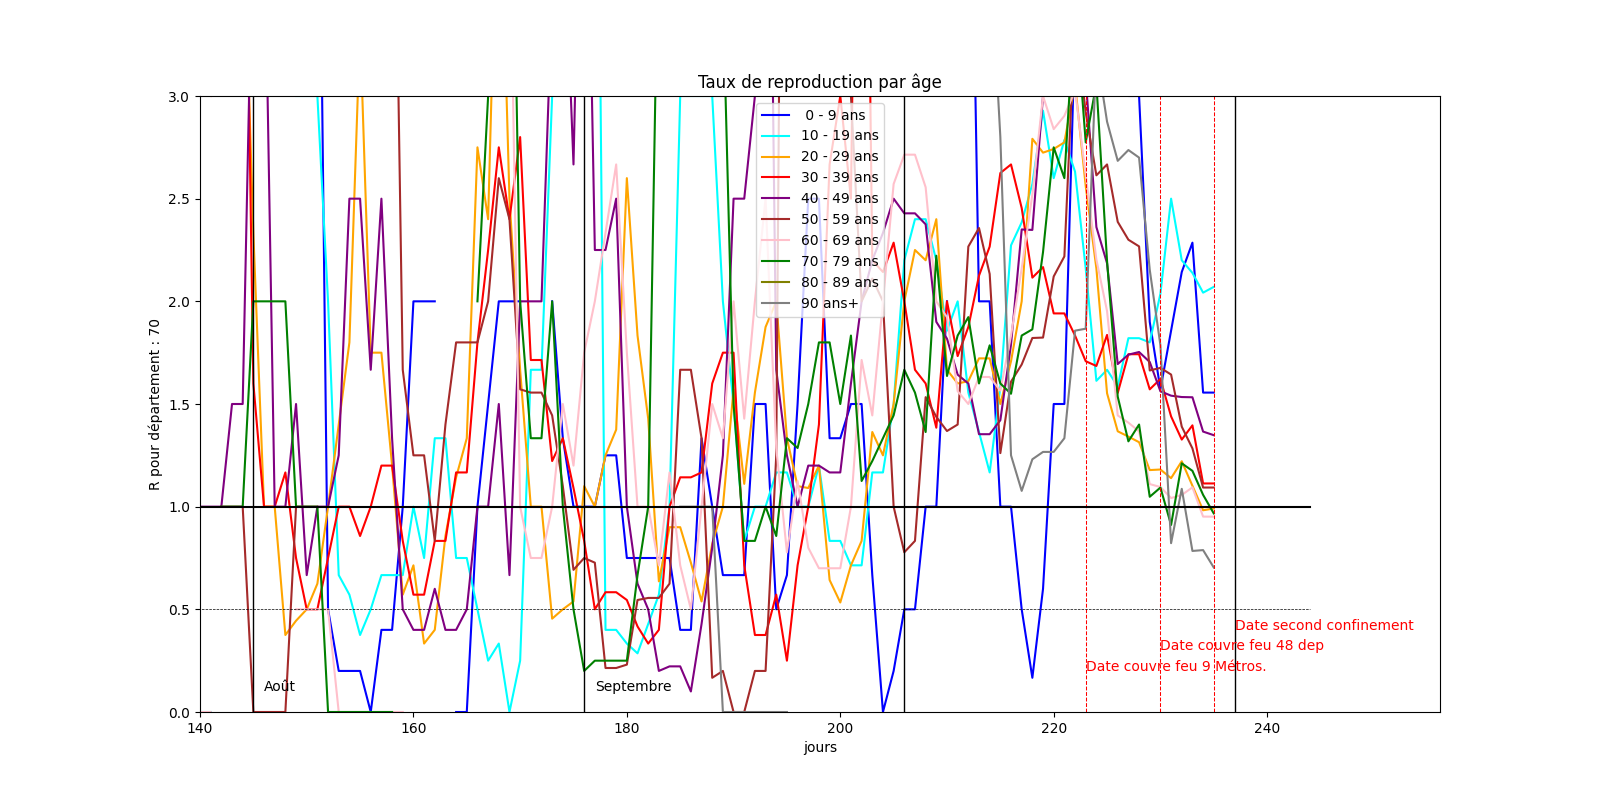 Taux de reproduction par âge
R pour département : 70
3.0
2.5
2.0
1.5
1.0
0.5
0.0
0 - 9 ans
10 - 19 ans
20 - 29 ans
30 - 39 ans
40 - 49 ans
50 - 59 ans
60 - 69 ans
70 - 79 ans
80 - 89 ans
90 ans+
Date second confinement
Date couvre feu 48 dep
Date couvre feu 9 Métros.
Août
Septembre
140
160
180
200
220
240
jours